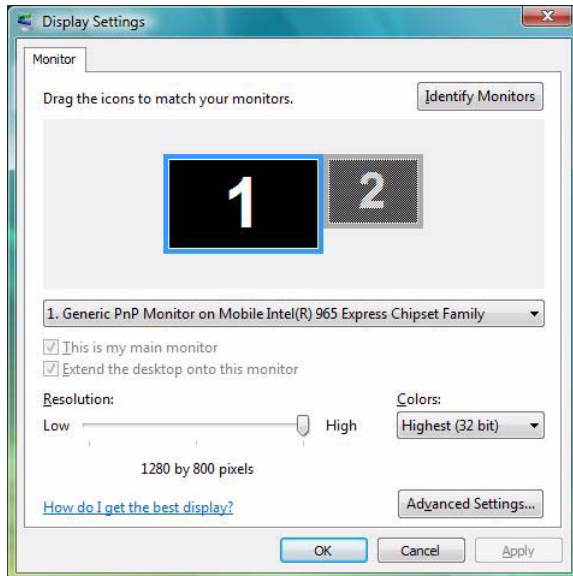 Display Settings
Monitor
Drag the icons to match your monitors.
Identify Monitors
1
2
1. Generic PnP Monitor on Mobile Intel(R) 965 Express Chipset Family
This is my main monitor
Extend the desktop onto this monitor
Resolution:
Colors:
Low
High
Highest (32 bit)
1280 by 800 pixels
How do I get the best display?
Advanced Settings...
OK
Cancel
Apply